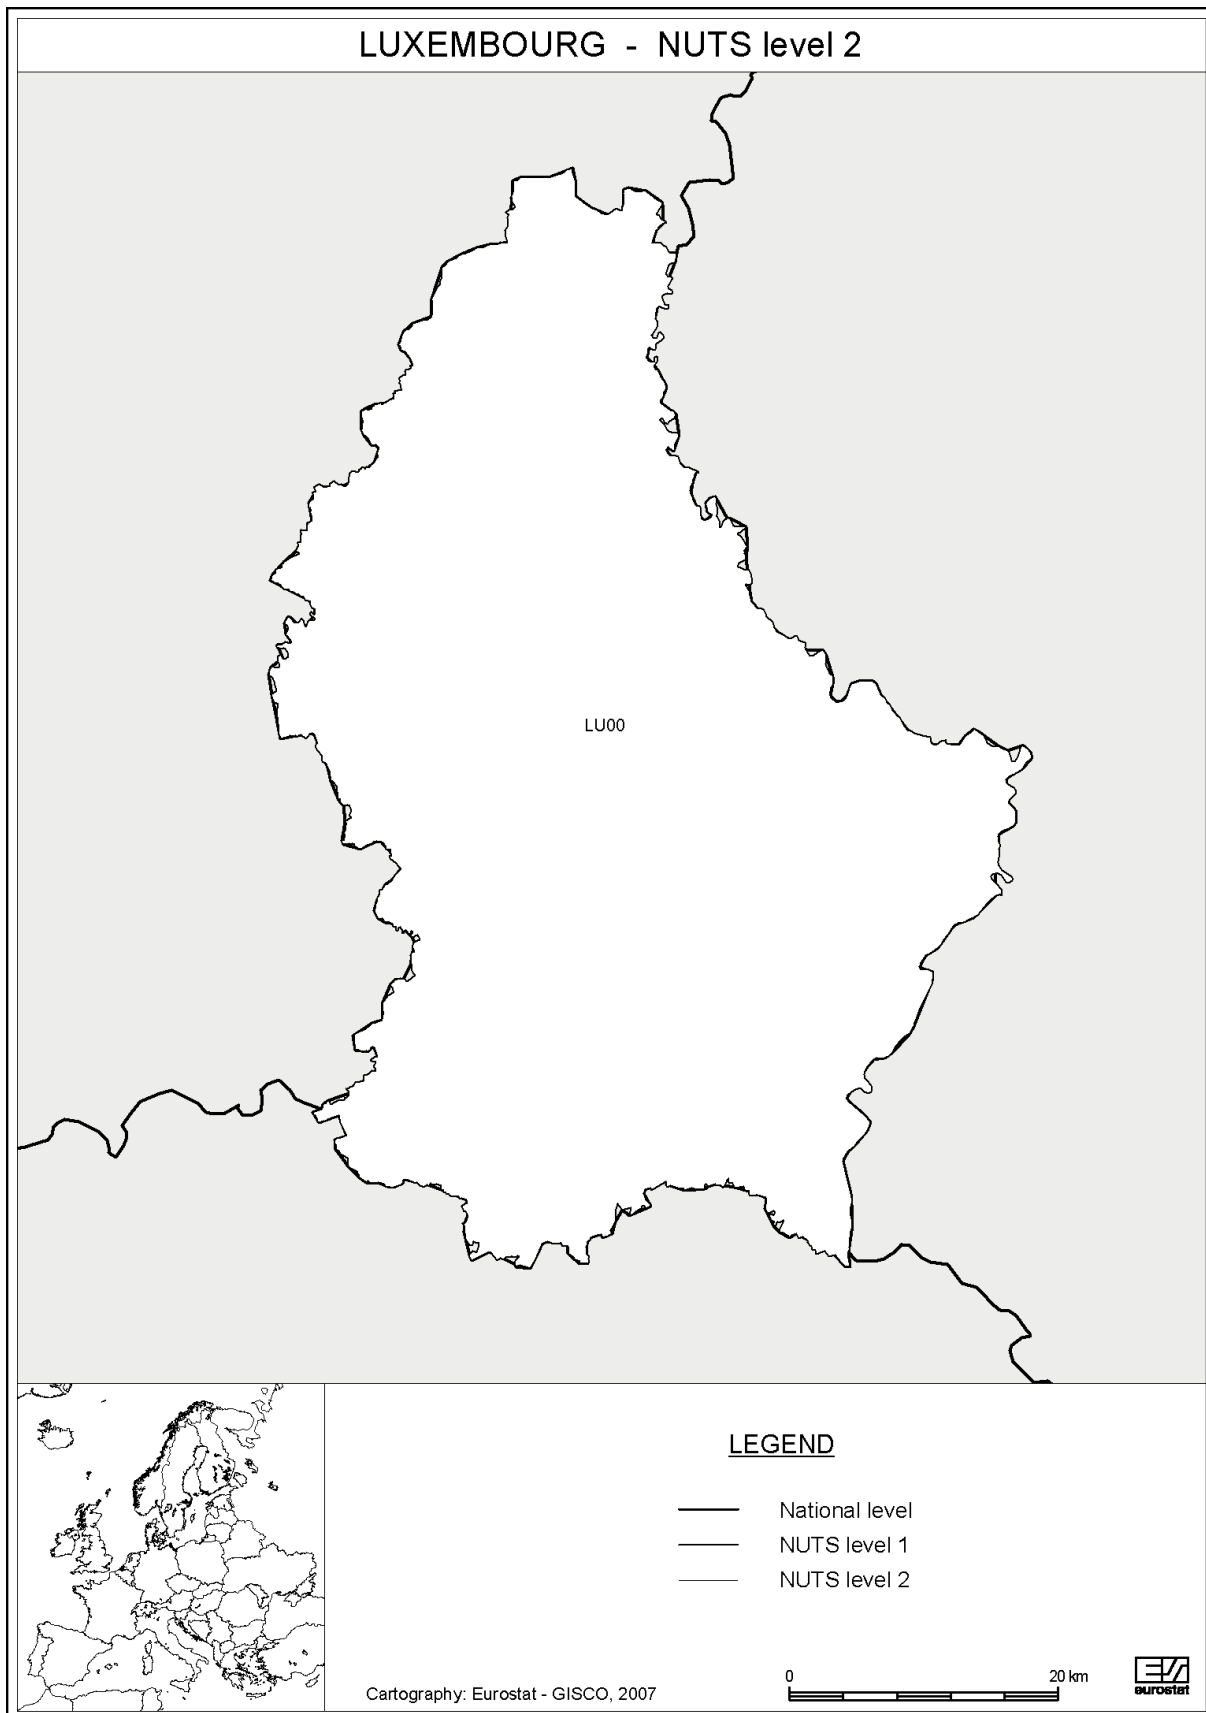 LUXEMBOURG - NUTS level 2
LU00
LEGEND
National level
NUTS level 1
NUTS level 2
Cartography: Eurostat - GISCO, 2007
0 20 km
eurostat